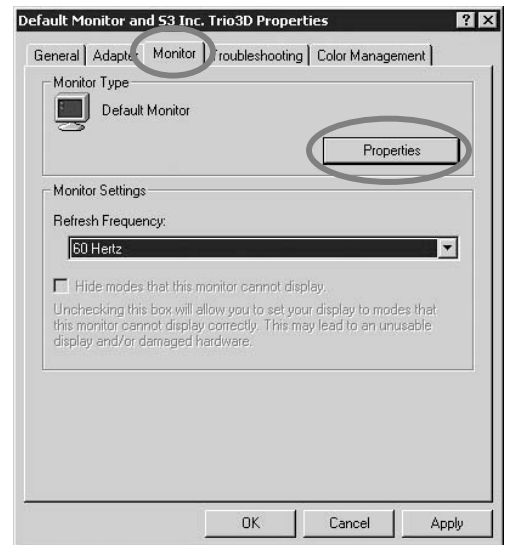 Default Monitor and S3 Inc. Trio3D Properties
General Adapter Monitor Troubleshooting Color Management
Monitor Type
Default Monitor
Properties
Monitor Settings
Refresh Frequency:
60 Hertz
Hide modes that this monitor cannot display.
Unchecking this box will allow you to set your display to modes that
this monitor cannot display correctly. This may lead to an unusable
display and/or damaged hardware.
OK Cancel Apply